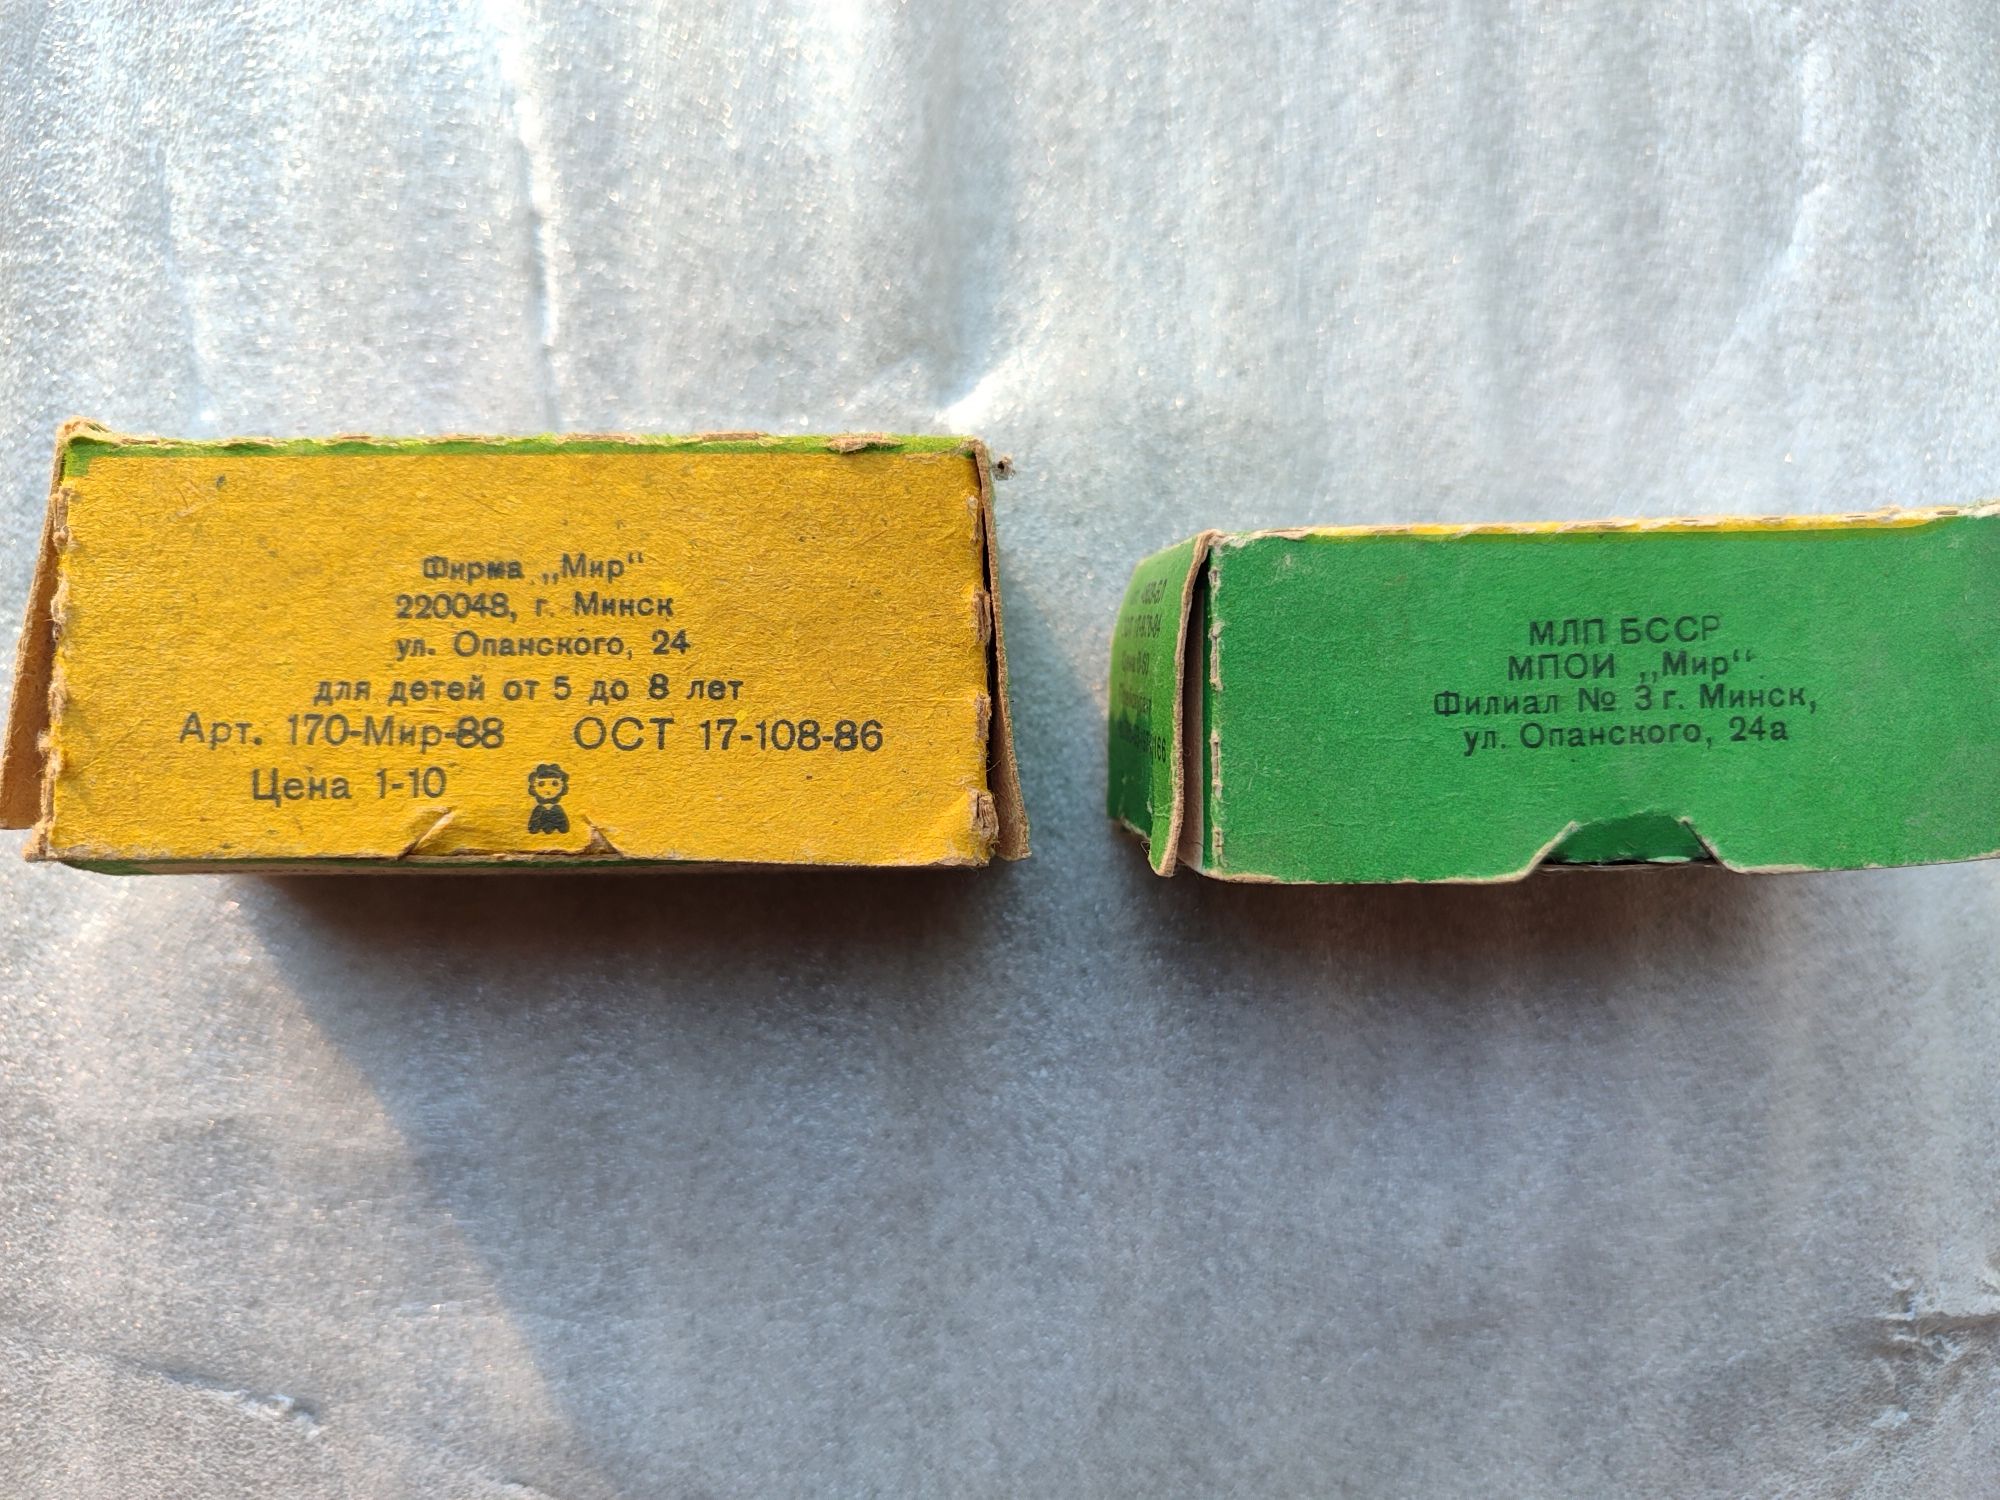 Фирма „Мир“
220048, г. Минск
ул. Опанского, 24
для детей от 5 до 8 лет
Арт. 170-Мир-88 ОСТ 17-108-86
Цена 1-10
МЛП БССР
МПОИ „Мир“
Филиал № 3 г. Минск,
ул. Опанского, 24а